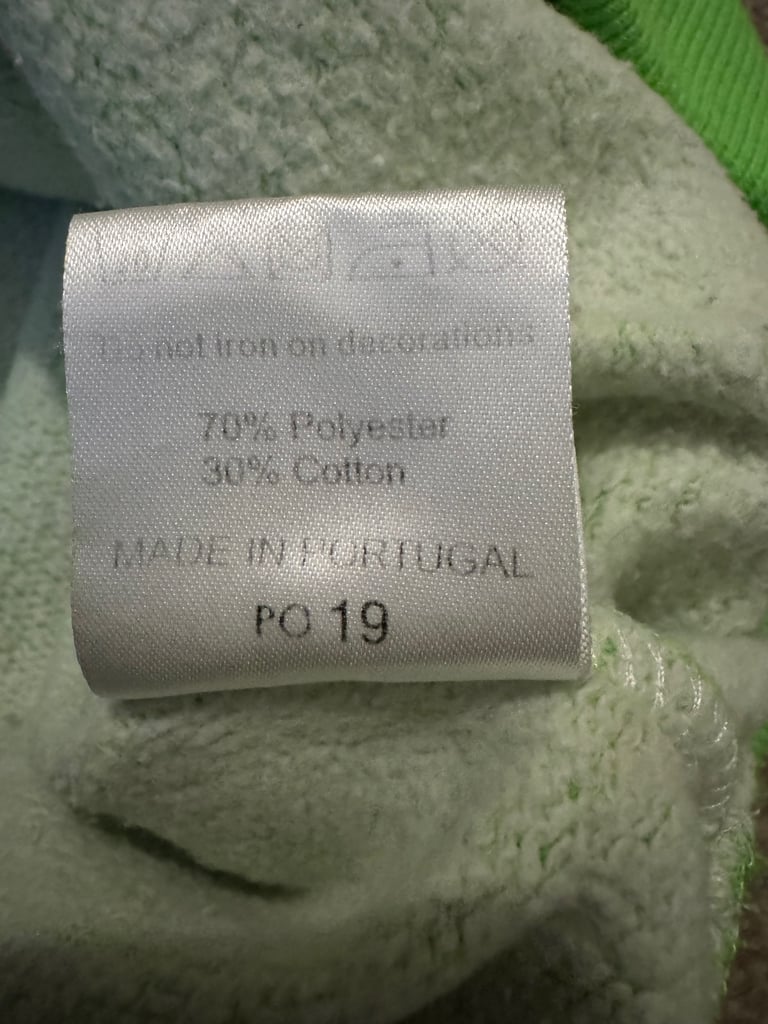 Do not iron on decorations
70% Polyester
30% Cotton
MADE IN PORTUGAL
PO 19